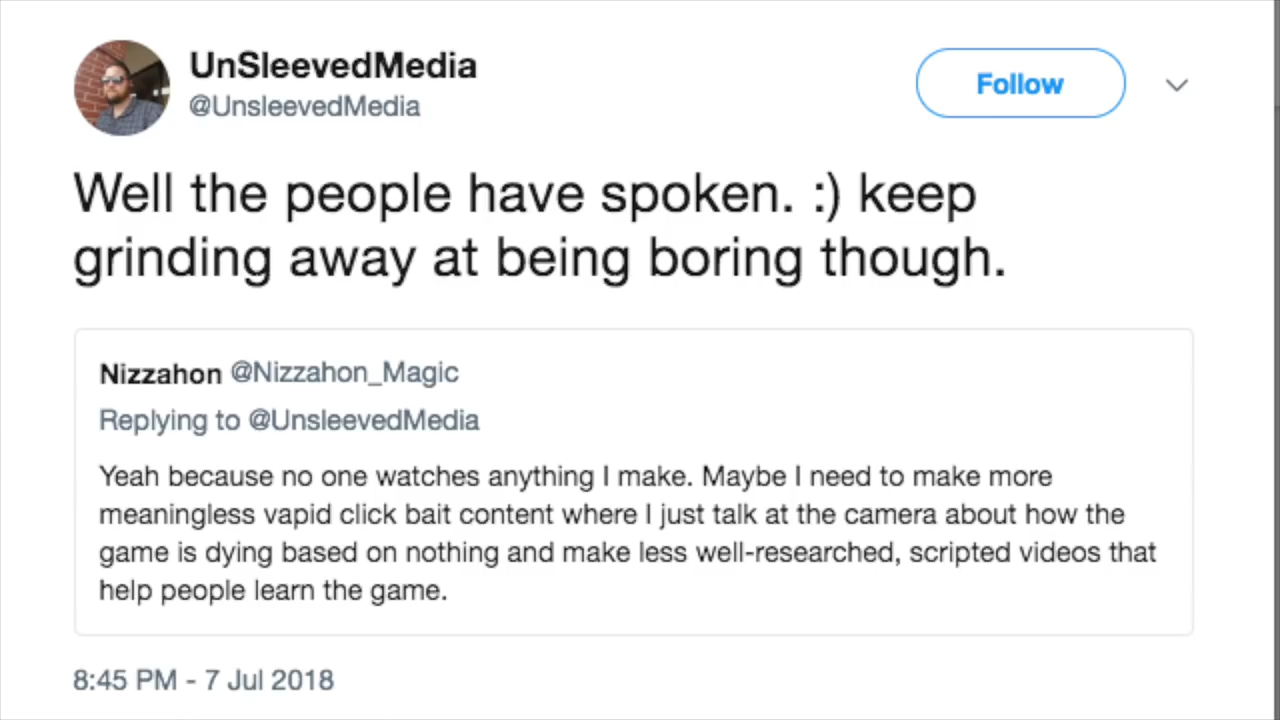 UnSleevedMedia
@UnsleevedMedia
Follow
Well the people have spoken. :) keep
grinding away at being boring though.
Nizzahon @Nizzahon_Magic
Replying to @UnsleevedMedia
Yeah because no one watches anything I make. Maybe I need to make more
meaningless vapid click bait content where I just talk at the camera about how the
game is dying based on nothing and make less well-researched, scripted videos that
help people learn the game.
8:45 PM - 7 Jul 2018